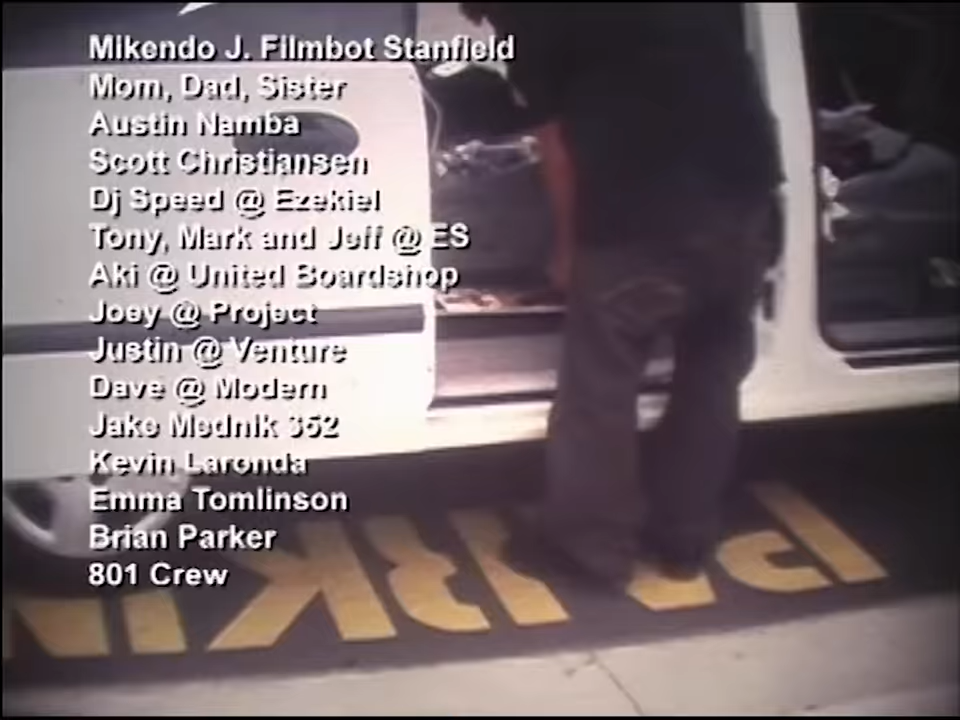 Mikendo J. Filmbot Stanfield
Mom, Dad, Sister
Austin Namba
Scott Christiansen
Dj Speed @ Ezekiel
Tony, Mark and Jeff @ ES
Aki @ United Boardshop
Joey @ Project
Justin @ Venture
Dave @ Modern
Jake Mednik 352
Kevin Laronda
Emma Tomlinson
Brian Parker
801 Crew